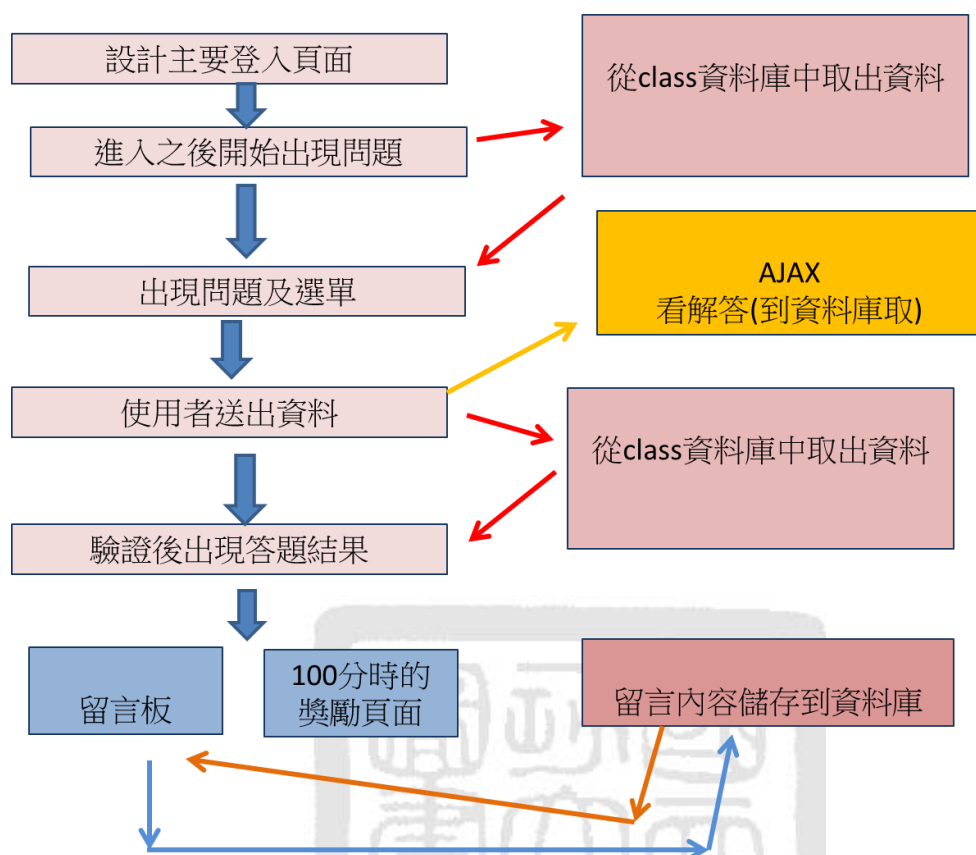 設計主要登入頁面
從class資料庫中取出資料
進入之後開始出現問題
出現問題及選單
AJAX
看解答(到資料庫取)
使用者送出資料
從class資料庫中取出資料
驗證後出現答題結果
留言板
100分時的
獎勵頁面
留言內容儲存到資料庫